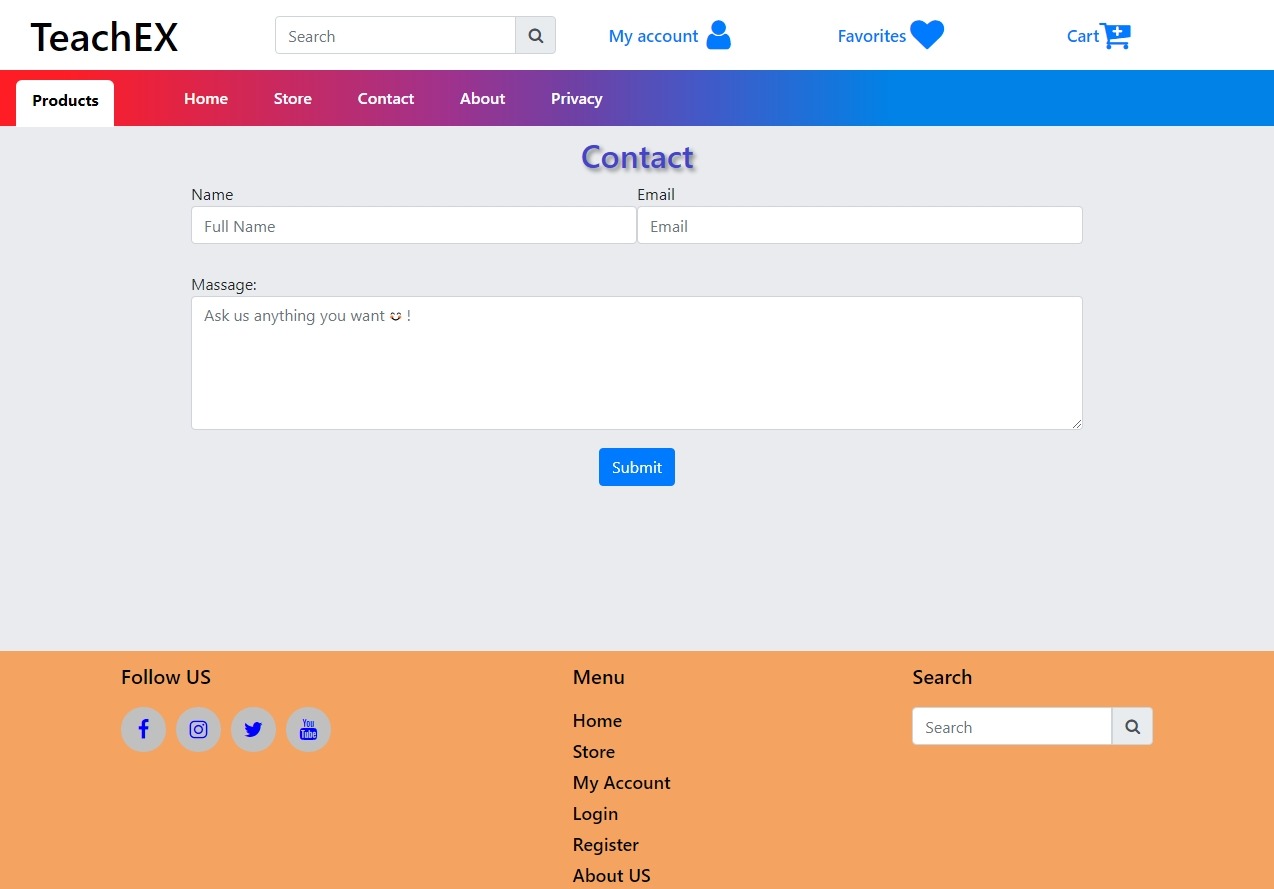 TeachEX
Search
My account
Favorites
Cart
Products
Home
Store
Contact
About
Privacy
Contact
Name
Email
Full Name
Email
Massage:
Ask us anything you want 😊 !
Submit
Follow US
Menu
Search
You
Tube
Search
Home
Store
My Account
Login
Register
About US